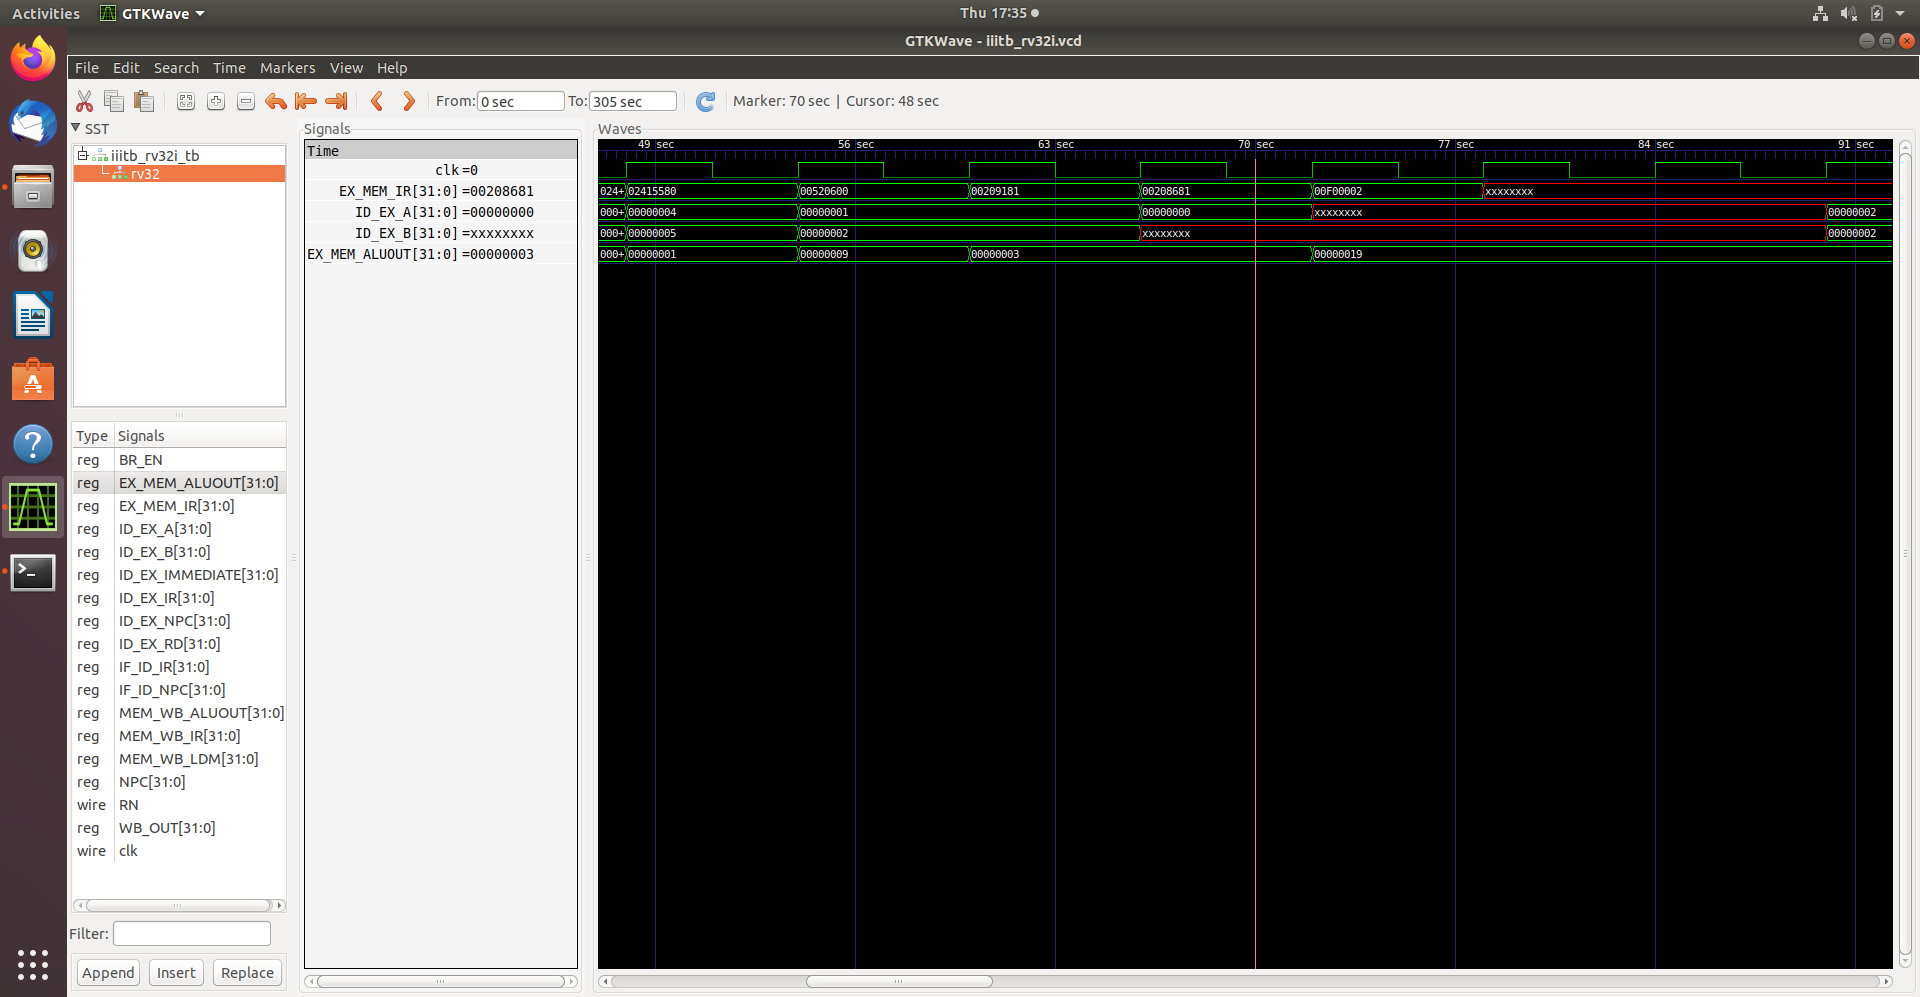 Activities GTKWave Thu 17:35
GTKWave - iiitb_rv32i.vcd
File Edit Search Time Markers View Help
From: 0 sec To: 305 sec Marker: 70 sec | Cursor: 48 sec
SST
iiitb_rv32i_tb
rv32
Type Signals
reg BR_EN
reg EX_MEM_ALUOUT[31:0]
reg EX_MEM_IR[31:0]
reg ID_EX_A[31:0]
reg ID_EX_B[31:0]
reg ID_EX_IMMEDIATE[31:0]
reg ID_EX_IR[31:0]
reg ID_EX_NPC[31:0]
reg ID_EX_RD[31:0]
reg IF_ID_IR[31:0]
reg IF_ID_NPC[31:0]
reg MEM_WB_ALUOUT[31:0]
reg MEM_WB_IR[31:0]
reg MEM_WB_LDM[31:0]
reg NPC[31:0]
wire RN
reg WB_OUT[31:0]
wire clk
Filter:
Append Insert Replace
Signals
Time
clk =0
EX_MEM_IR[31:0] =00208681
ID_EX_A[31:0] =00000000
ID_EX_B[31:0] =xxxxxxxx
EX_MEM_ALUOUT[31:0] =00000003
Waves
49 sec 56 sec 63 sec 70 sec 77 sec 84 sec 91 sec
024+ 02415580 00520600 00209181 00208681 00F00002 xxxxxxxx
000+ 00000004 00000001 00000000 xxxxxxxx 00000002
000+ 00000005 00000002 xxxxxxxx 00000002
000+ 00000001 00000009 00000003 00000019